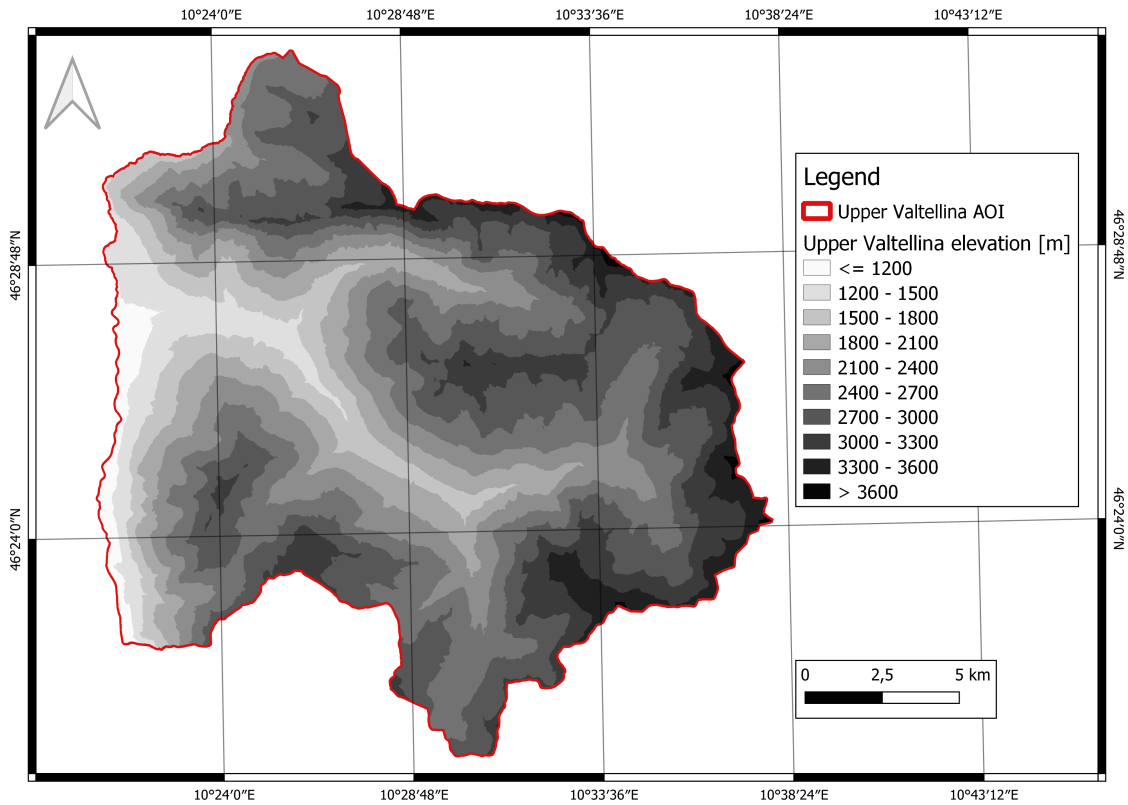 10°24′0″E 10°28′48″E 10°33′36″E 10°38′24″E 10°43′12″E
46°28′48″N
46°24′0″N
46°28′48″N
46°24′0″N
Legend
Upper Valtellina AOI
Upper Valtellina elevation [m]
<= 1200
1200 - 1500
1500 - 1800
1800 - 2100
2100 - 2400
2400 - 2700
2700 - 3000
3000 - 3300
3300 - 3600
> 3600
0 2,5 5 km
10°24′0″E 10°28′48″E 10°33′36″E 10°38′24″E 10°43′12″E